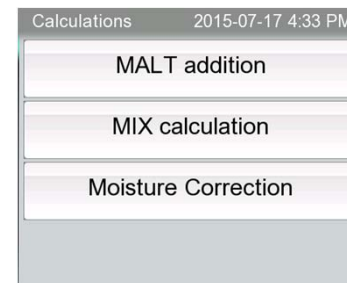 Calculations 2015-07-17 4:33 PM
MALT addition
MIX calculation
Moisture Correction